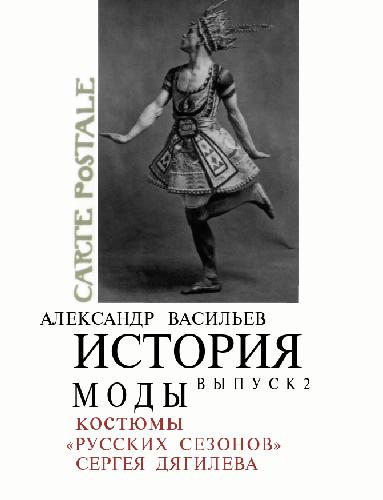 CARTE POSTALE
АЛЕКСАНДР ВАСИЛЬЕВ
ИСТОРИЯ
МОДЫ ВЫПУСК 2
КОСТЮМЫ
«РУССКИХ СЕЗОНОВ»
СЕРГЕЯ ДЯГИЛЕВА